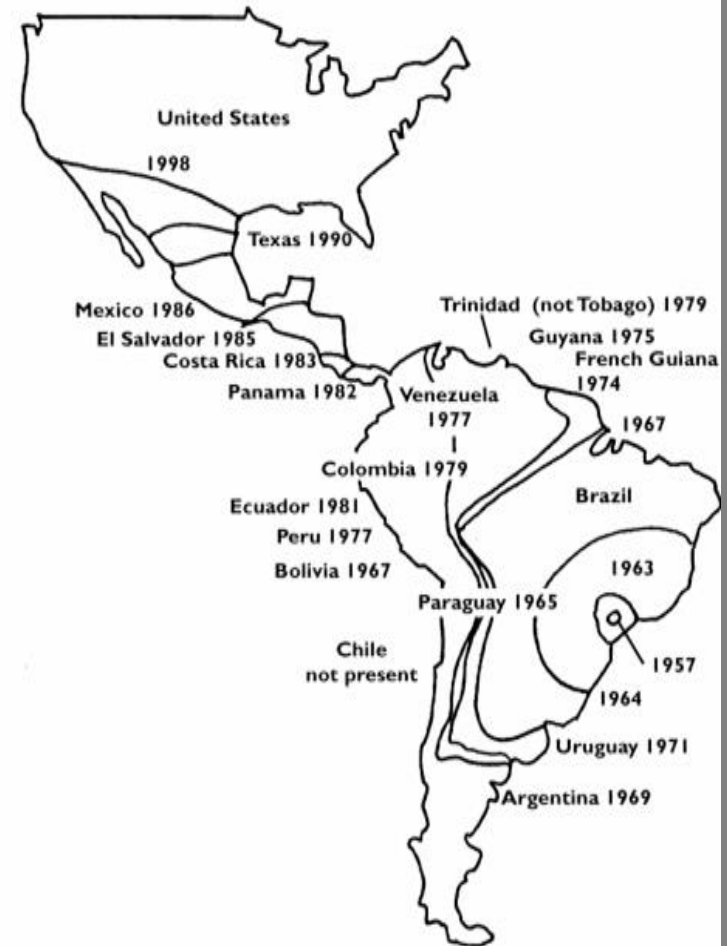 United States
1998
Texas 1990
Mexico 1986
Trinidad (not Tobago) 1979
El Salvador 1985
Guyana 1975
Costa Rica 1983
French Guiana
1974
Panama 1982
Venezuela
1977
1967
Colombia 1979
Brazil
Ecuador 1981
Peru 1977
Bolivia 1967
1963
Paraguay 1965
Chile
not present
1957
1964
Uruguay 1971
Argentina 1969